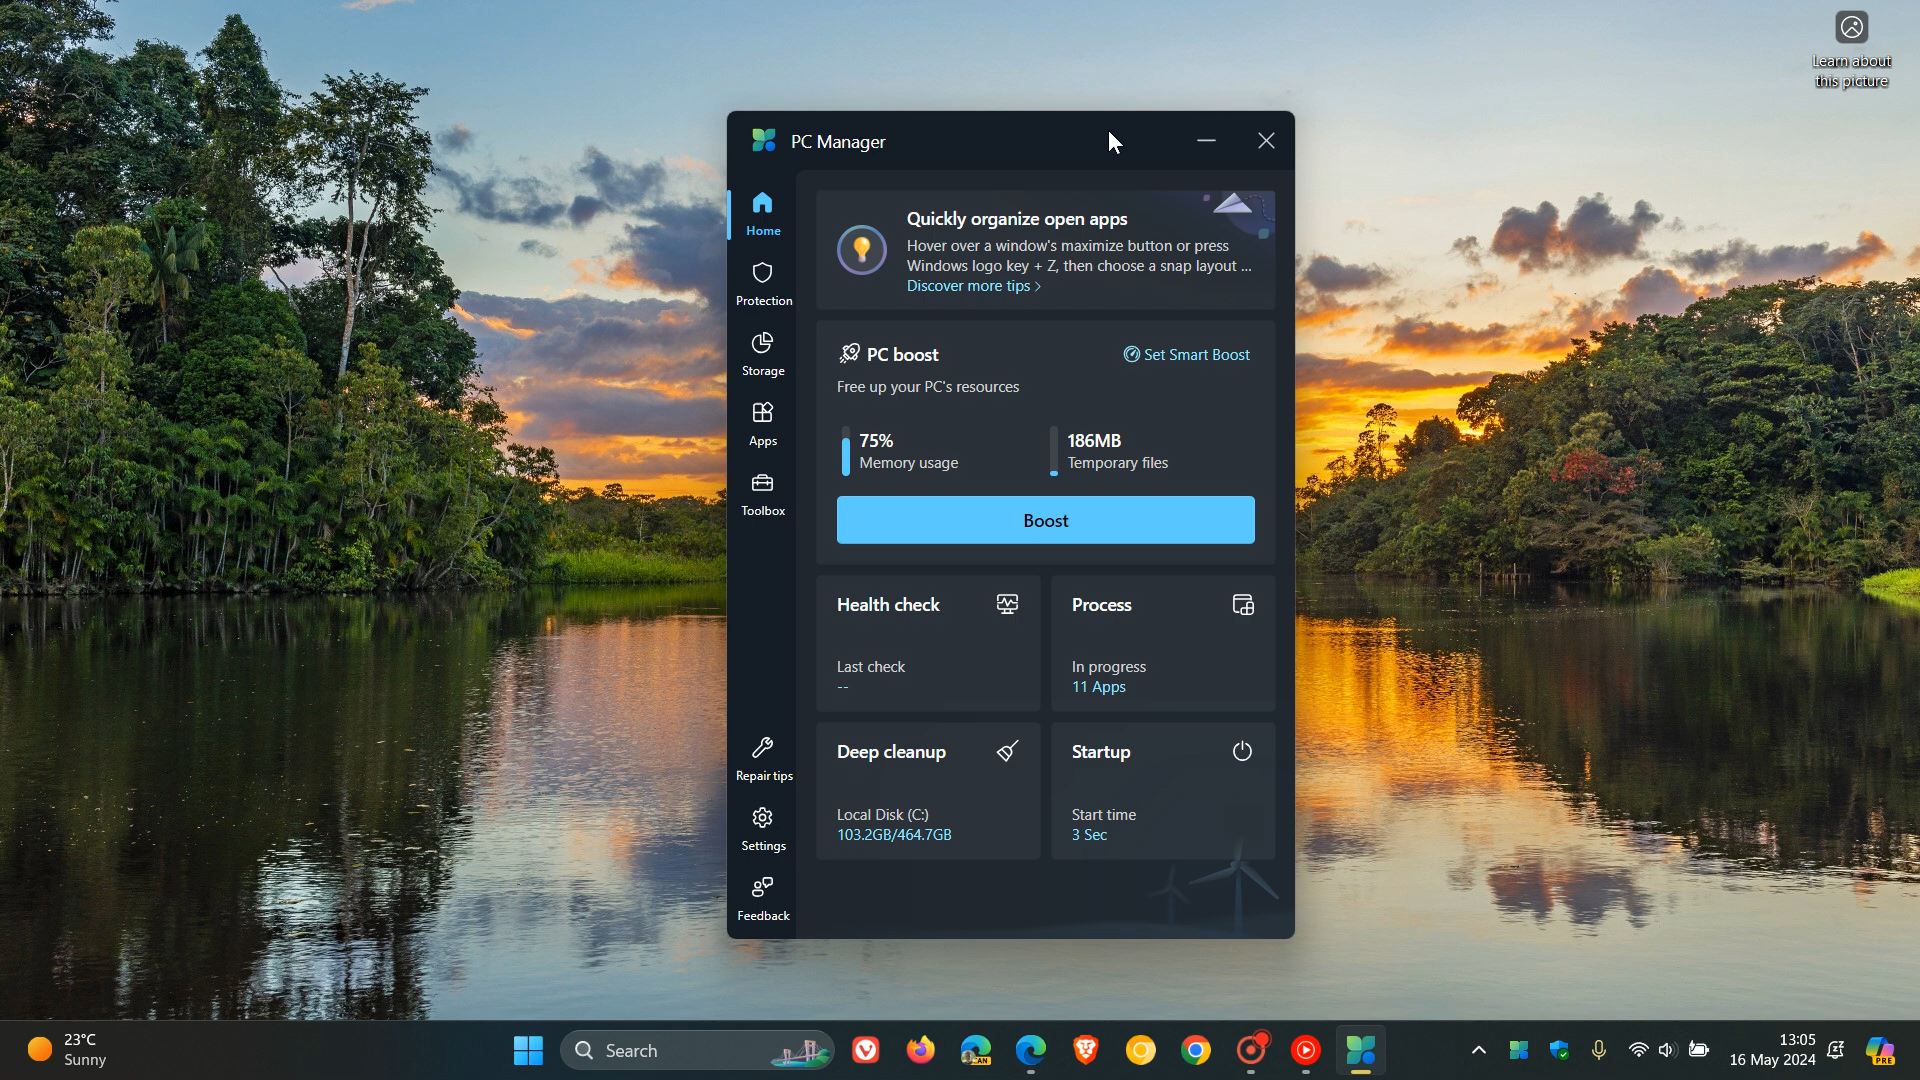 Learn about
this picture
PC Manager
Home
Protection
Storage
Apps
Toolbox
Repair tips
Settings
Feedback
Quickly organize open apps
Hover over a window's maximize button or press
Windows logo key + Z, then choose a snap layout ...
Discover more tips >
PC boost
Set Smart Boost
Free up your PC's resources
75%
Memory usage
186MB
Temporary files
Boost
Health check
Last check
--
Process
In progress
11 Apps
Deep cleanup
Local Disk (C:)
103.2GB/464.7GB
Startup
Start time
3 Sec
23°C
Sunny
Search
CAN
13:05
16 May 2024
PRE